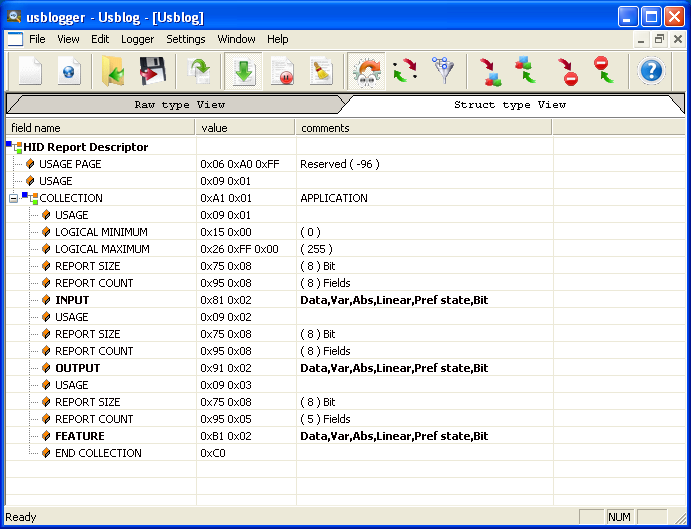 usblogger - Usblog - [Usblog]
File View Edit Logger Settings Window Help
Raw type View Struct type View
field name value comments
HID Report Descriptor
USAGE PAGE 0x06 0xA0 0xFF Reserved ( -96 )
USAGE 0x09 0x01
COLLECTION 0xA1 0x01 APPLICATION
USAGE 0x09 0x01
LOGICAL MINIMUM 0x15 0x00 ( 0 )
LOGICAL MAXIMUM 0x26 0xFF 0x00 ( 255 )
REPORT SIZE 0x75 0x08 ( 8 ) Bit
REPORT COUNT 0x95 0x08 ( 8 ) Fields
INPUT 0x81 0x02 Data,Var,Abs,Linear,Pref state,Bit
USAGE 0x09 0x02
REPORT SIZE 0x75 0x08 ( 8 ) Bit
REPORT COUNT 0x95 0x08 ( 8 ) Fields
OUTPUT 0x91 0x02 Data,Var,Abs,Linear,Pref state,Bit
USAGE 0x09 0x03
REPORT SIZE 0x75 0x08 ( 8 ) Bit
REPORT COUNT 0x95 0x05 ( 5 ) Fields
FEATURE 0xB1 0x02 Data,Var,Abs,Linear,Pref state,Bit
END COLLECTION 0xC0
Ready NUM